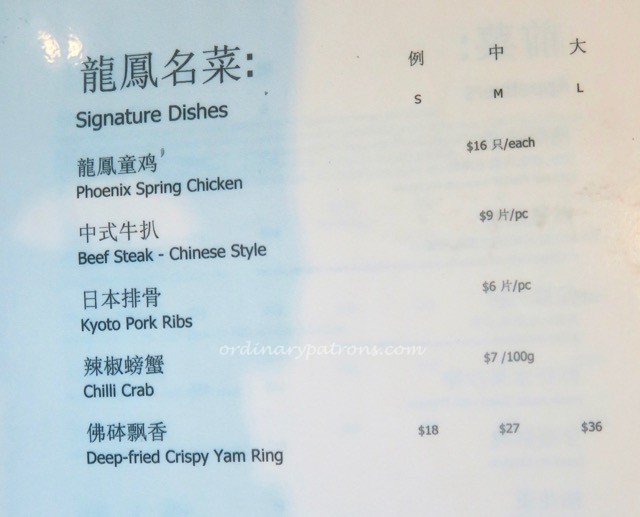 龍鳳名菜:
Signature Dishes
例 中 大
S M L
龍鳳童鸡
Phoenix Spring Chicken
$16 只/each
中式牛扒
Beef Steak - Chinese Style
$9 片/pc
日本排骨
Kyoto Pork Ribs
$6 片/pc
辣椒螃蟹
Chilli Crab
$7 /100g
佛砵飘香
Deep-fried Crispy Yam Ring
$18 $27 $36
ordinarypatrons.com